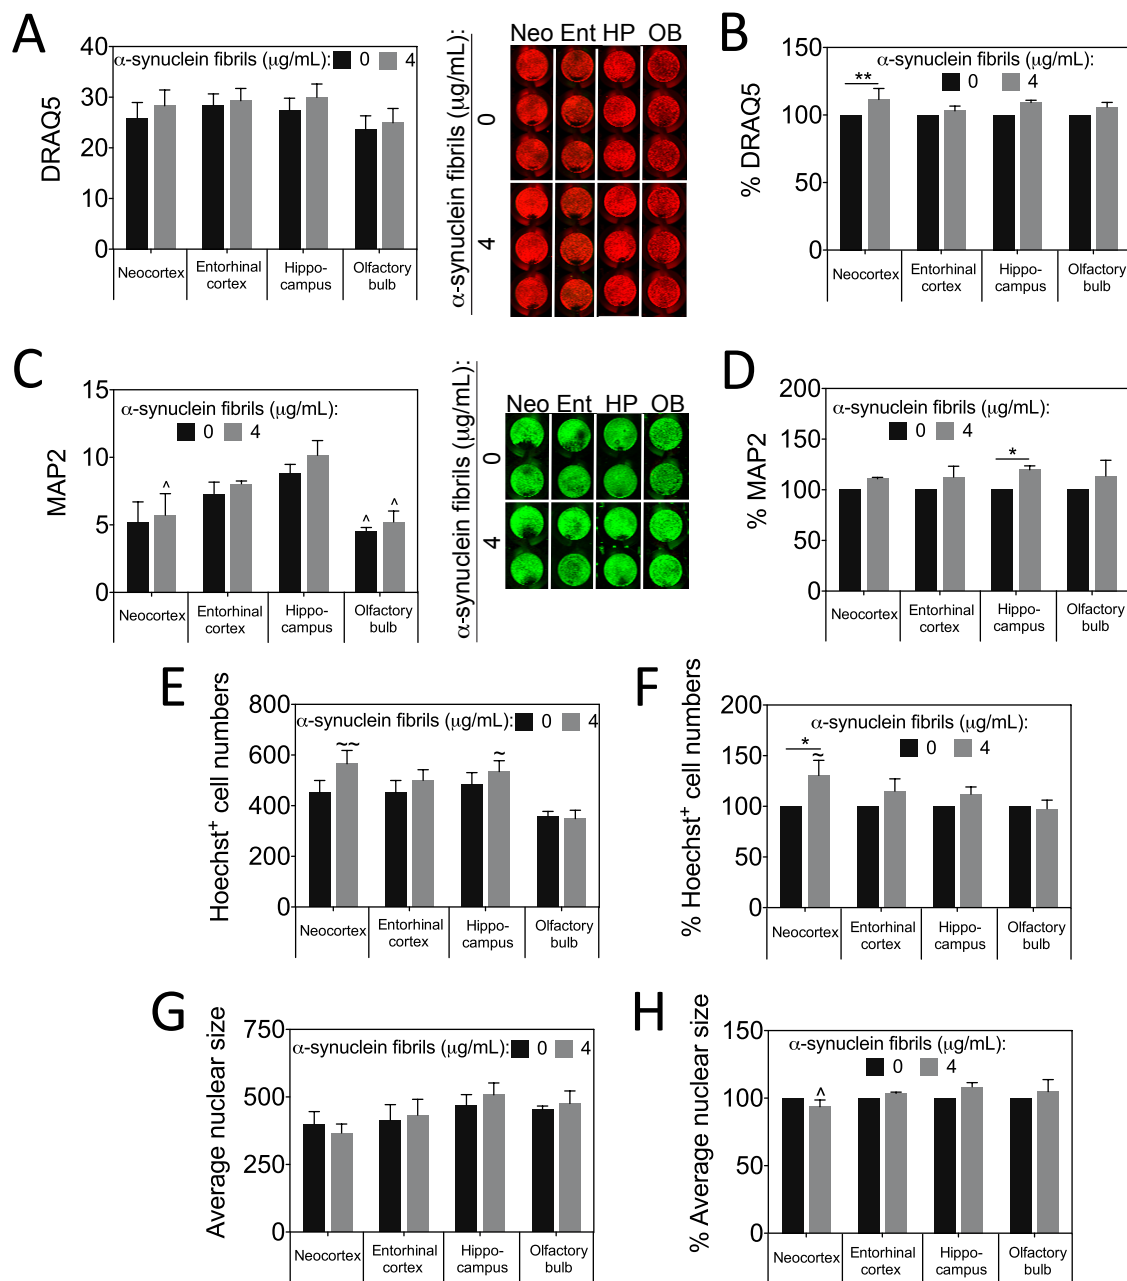 A
DRAQ5
40
30
20
10
0
α-synuclein fibrils (μg/mL): 0 4
Neocortex
Entorhinal
cortex
Hippo-
campus
Olfactory
bulb
α-synuclein fibrils (μg/mL):
Neo Ent HP OB
0
4
B
% DRAQ5
150
100
50
0
α-synuclein fibrils (μg/mL):
0 4
**
Neocortex
Entorhinal
cortex
Hippo-
campus
Olfactory
bulb
C
MAP2
15
10
5
0
α-synuclein fibrils (μg/mL):
0 4
^
^ ^
Neocortex
Entorhinal
cortex
Hippo-
campus
Olfactory
bulb
α-synuclein fibrils (μg/mL):
Neo Ent HP OB
0
4
D
% MAP2
200
150
100
50
0
α-synuclein fibrils (μg/mL):
0 4
*
Neocortex
Entorhinal
cortex
Hippo-
campus
Olfactory
bulb
E
Hoechst⁺ cell numbers
800
600
400
200
0
α-synuclein fibrils (μg/mL): 0 4
~~
~
Neocortex
Entorhinal
cortex
Hippo-
campus
Olfactory
bulb
F
% Hoechst⁺ cell numbers
200
150
100
50
0
α-synuclein fibrils (μg/mL):
0 4
*
~
Neocortex
Entorhinal
cortex
Hippo-
campus
Olfactory
bulb
G
Average nuclear size
750
500
250
0
α-synuclein fibrils (μg/mL): 0 4
Neocortex
Entorhinal
cortex
Hippo-
campus
Olfactory
bulb
H
% Average nuclear size
150
100
50
0
α-synuclein fibrils (μg/mL):
0 4
^
Neocortex
Entorhinal
cortex
Hippo-
campus
Olfactory
bulb